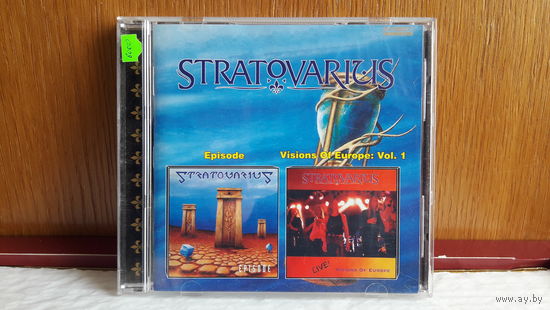 STRATOVARIUS
Episode
Visions Of Europe: Vol. 1
STRATOVARIUS
EPISODE
STRATOVARIUS
LIVE!
VISIONS OF EUROPE
www.ay.by